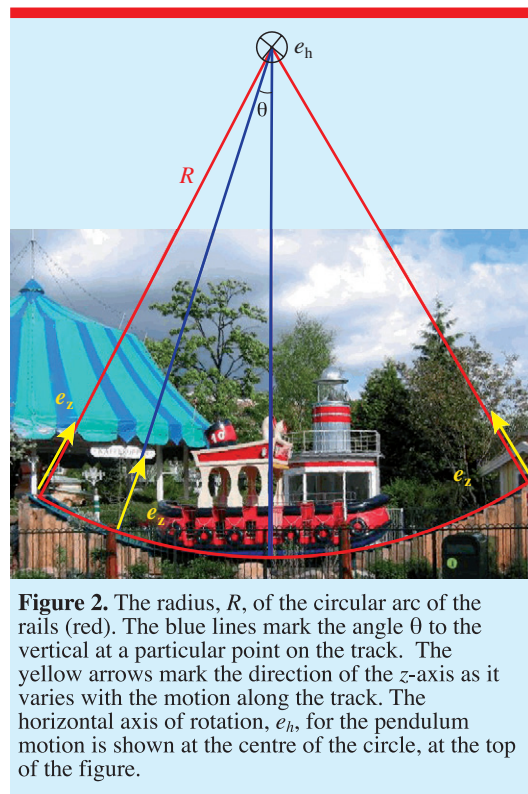 e_h
θ
R
e_z
e_z
e_z
Figure 2. The radius, R, of the circular arc of the
rails (red). The blue lines mark the angle θ to the
vertical at a particular point on the track. The
yellow arrows mark the direction of the z-axis as it
varies with the motion along the track. The
horizontal axis of rotation, e_h, for the pendulum
motion is shown at the centre of the circle, at the top
of the figure.